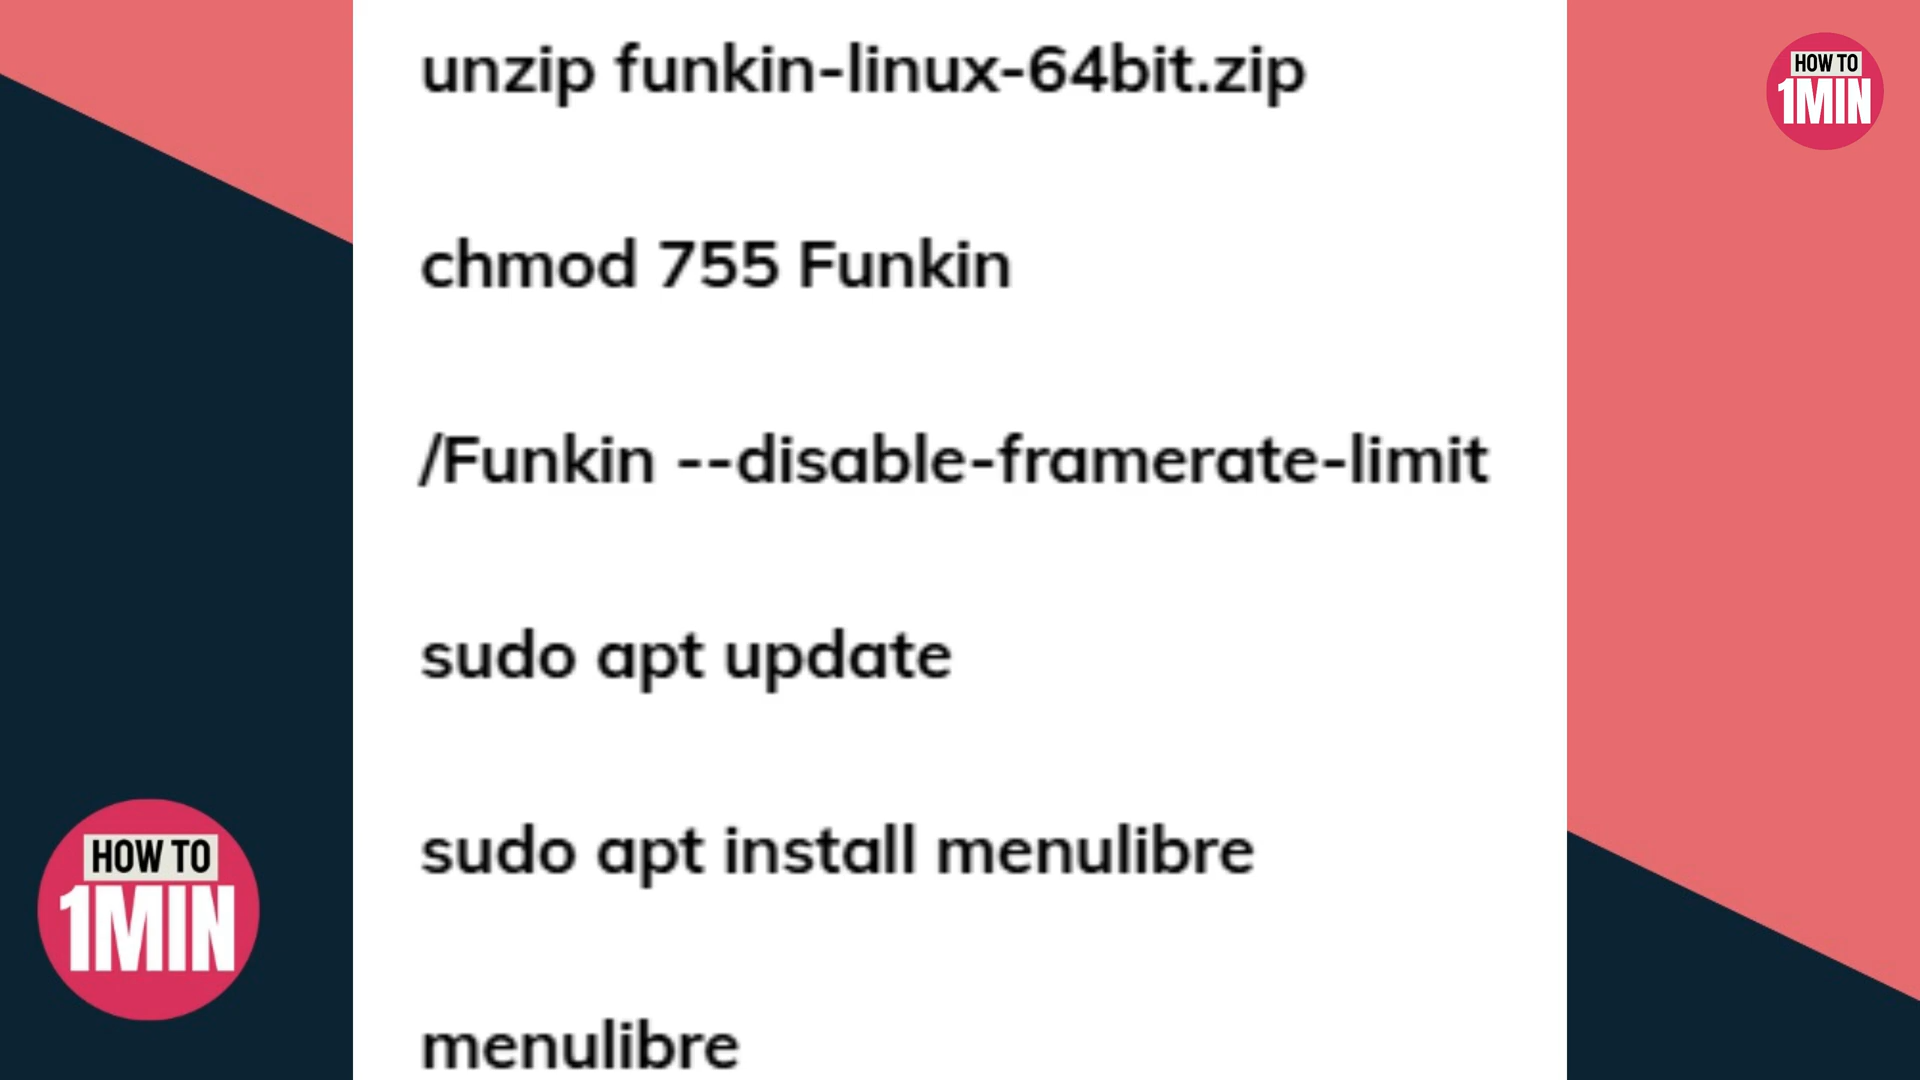 unzip funkin-linux-64bit.zip
HOW TO
1MIN
chmod 755 Funkin
/Funkin --disable-framerate-limit
sudo apt update
sudo apt install menulibre
HOW TO
1MIN
menulibre